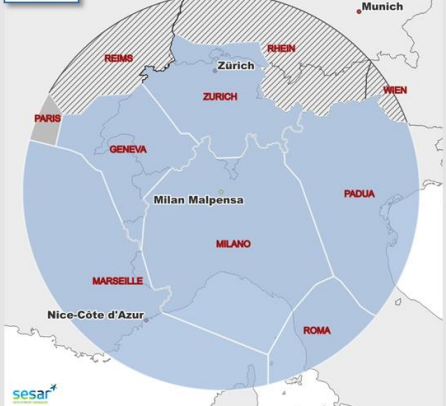 Munich
REIMS
RHEIN
Zürich
ZURICH
WIEN
PARIS
GENEVA
Milan Malpensa
PADUA
MILANO
MARSEILLE
Nice-Côte d'Azur
ROMA
sesar